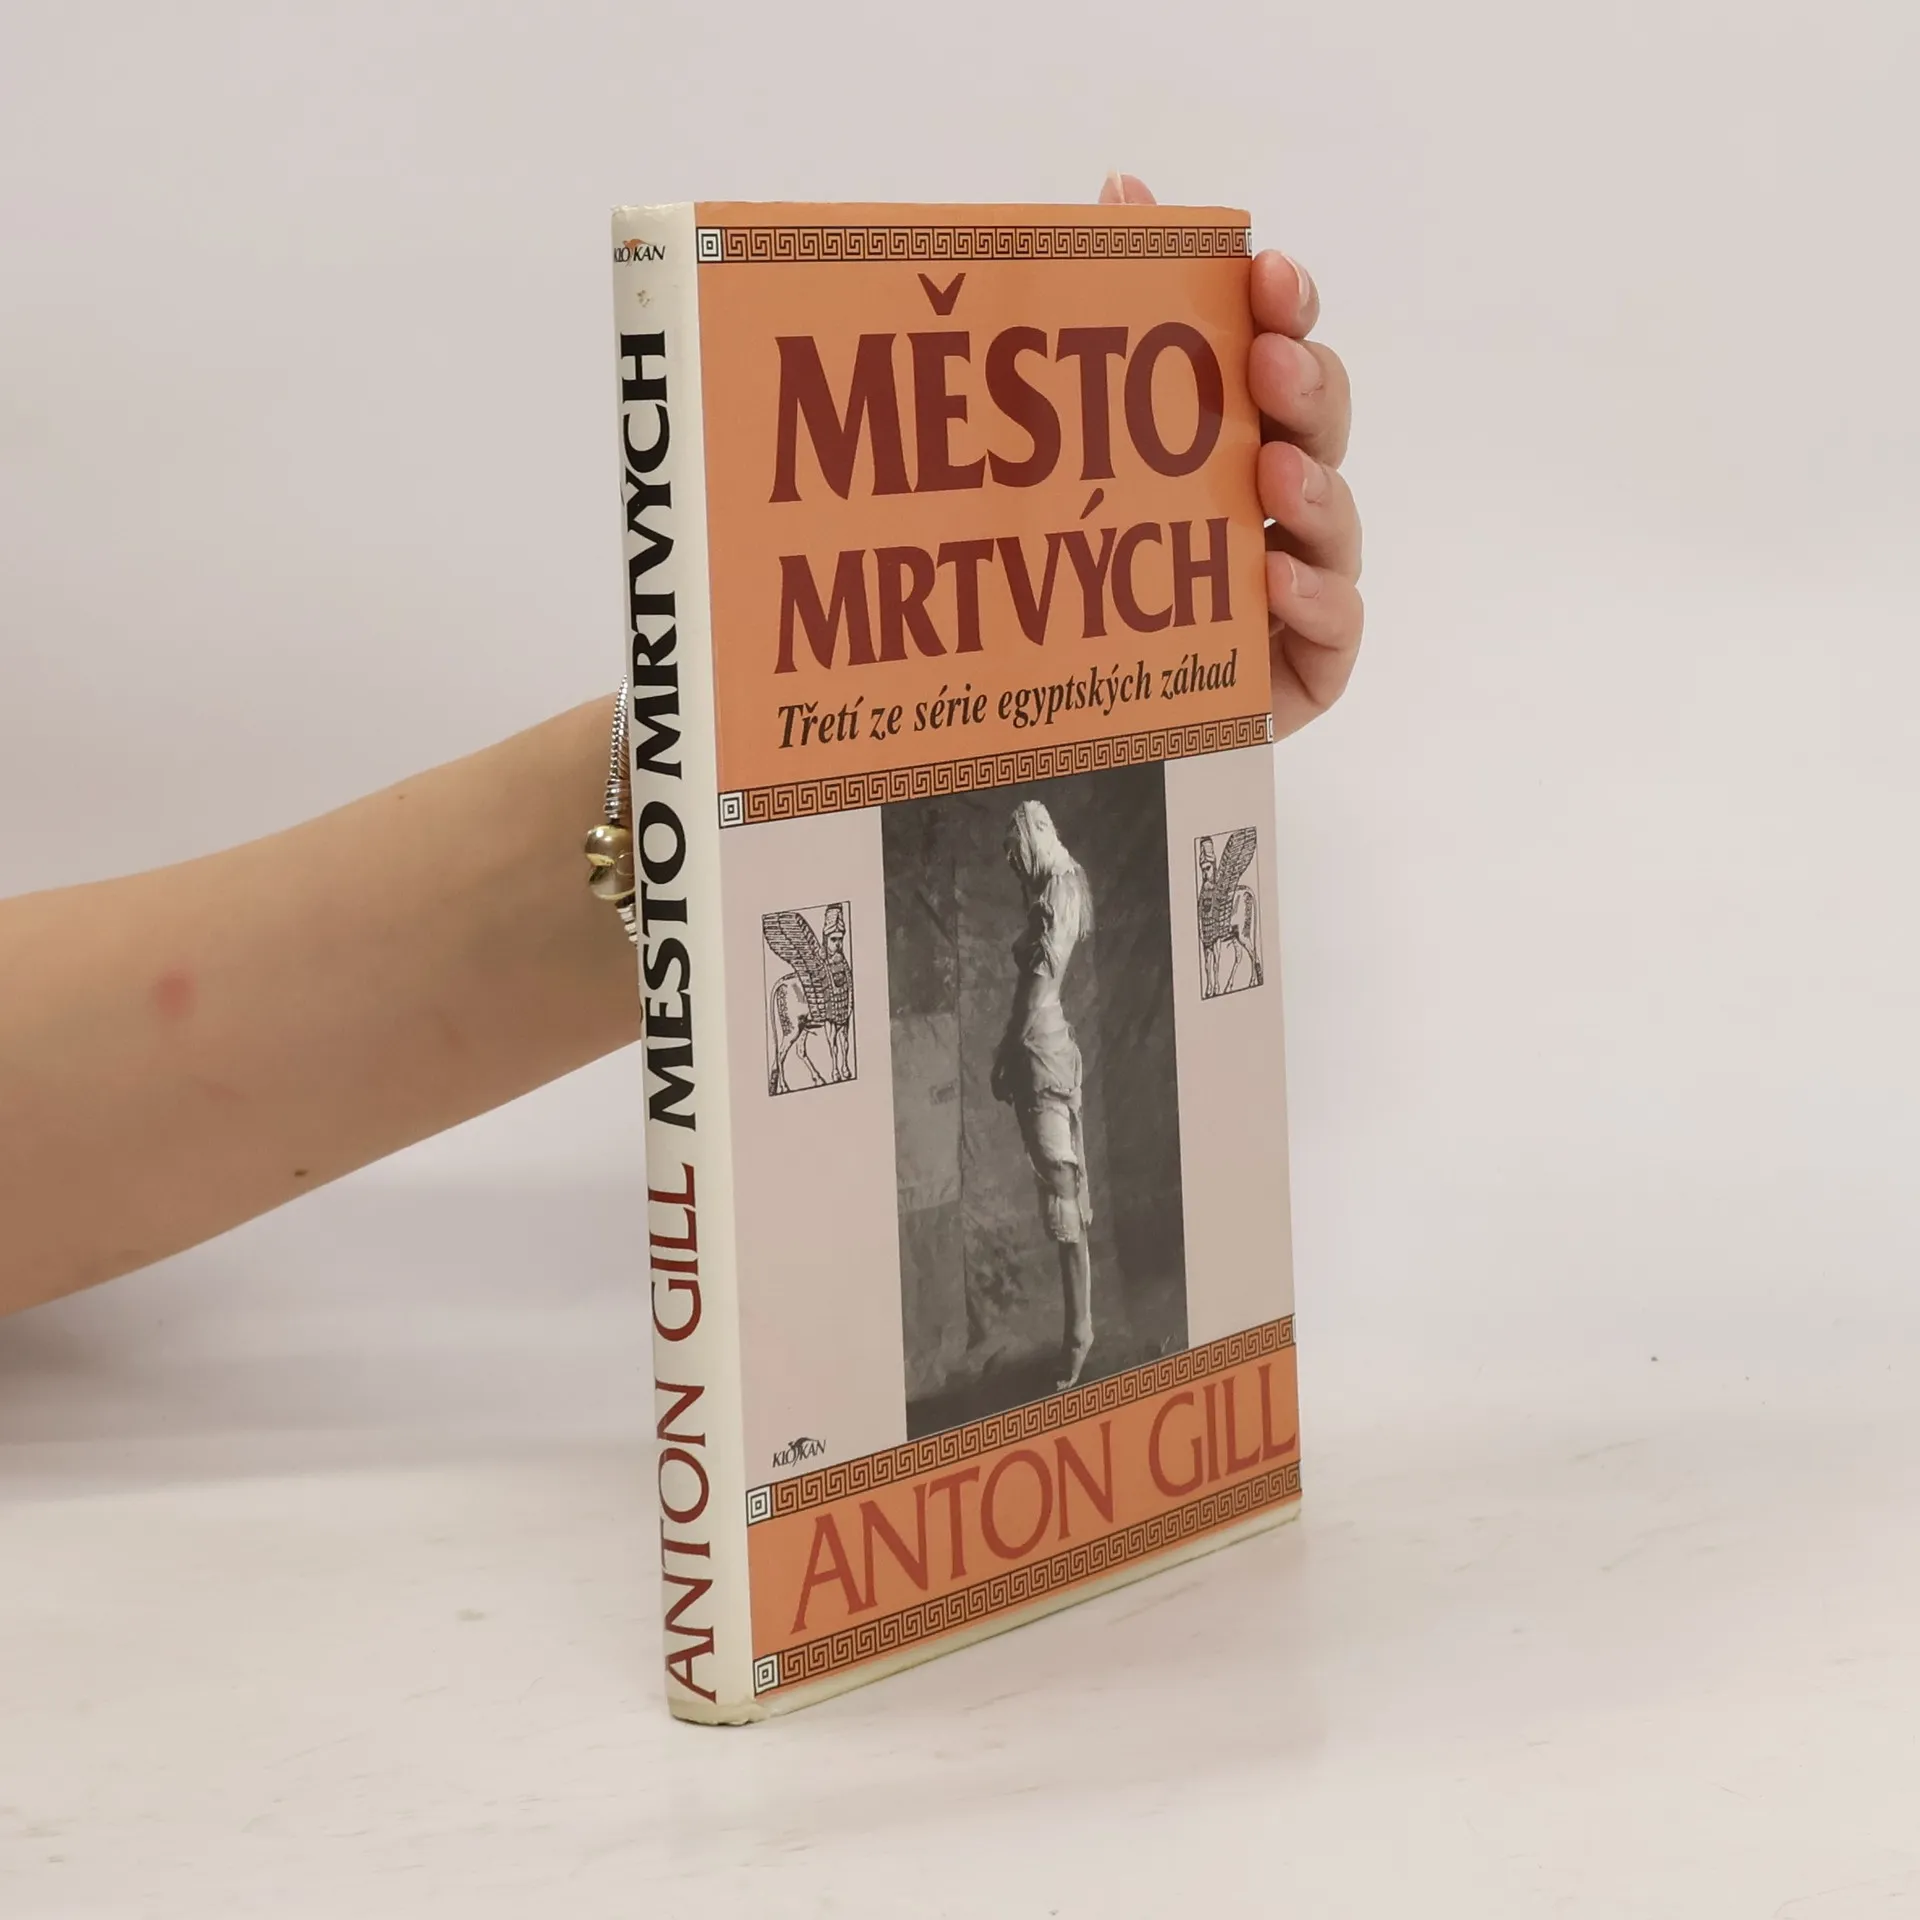 KLOKAN
ANTON GILL MĚSTO MRTVÝCH
MĚSTO
MRTVÝCH
Třetí ze série egyptských záhad
KLOKAN
ANTON GILL